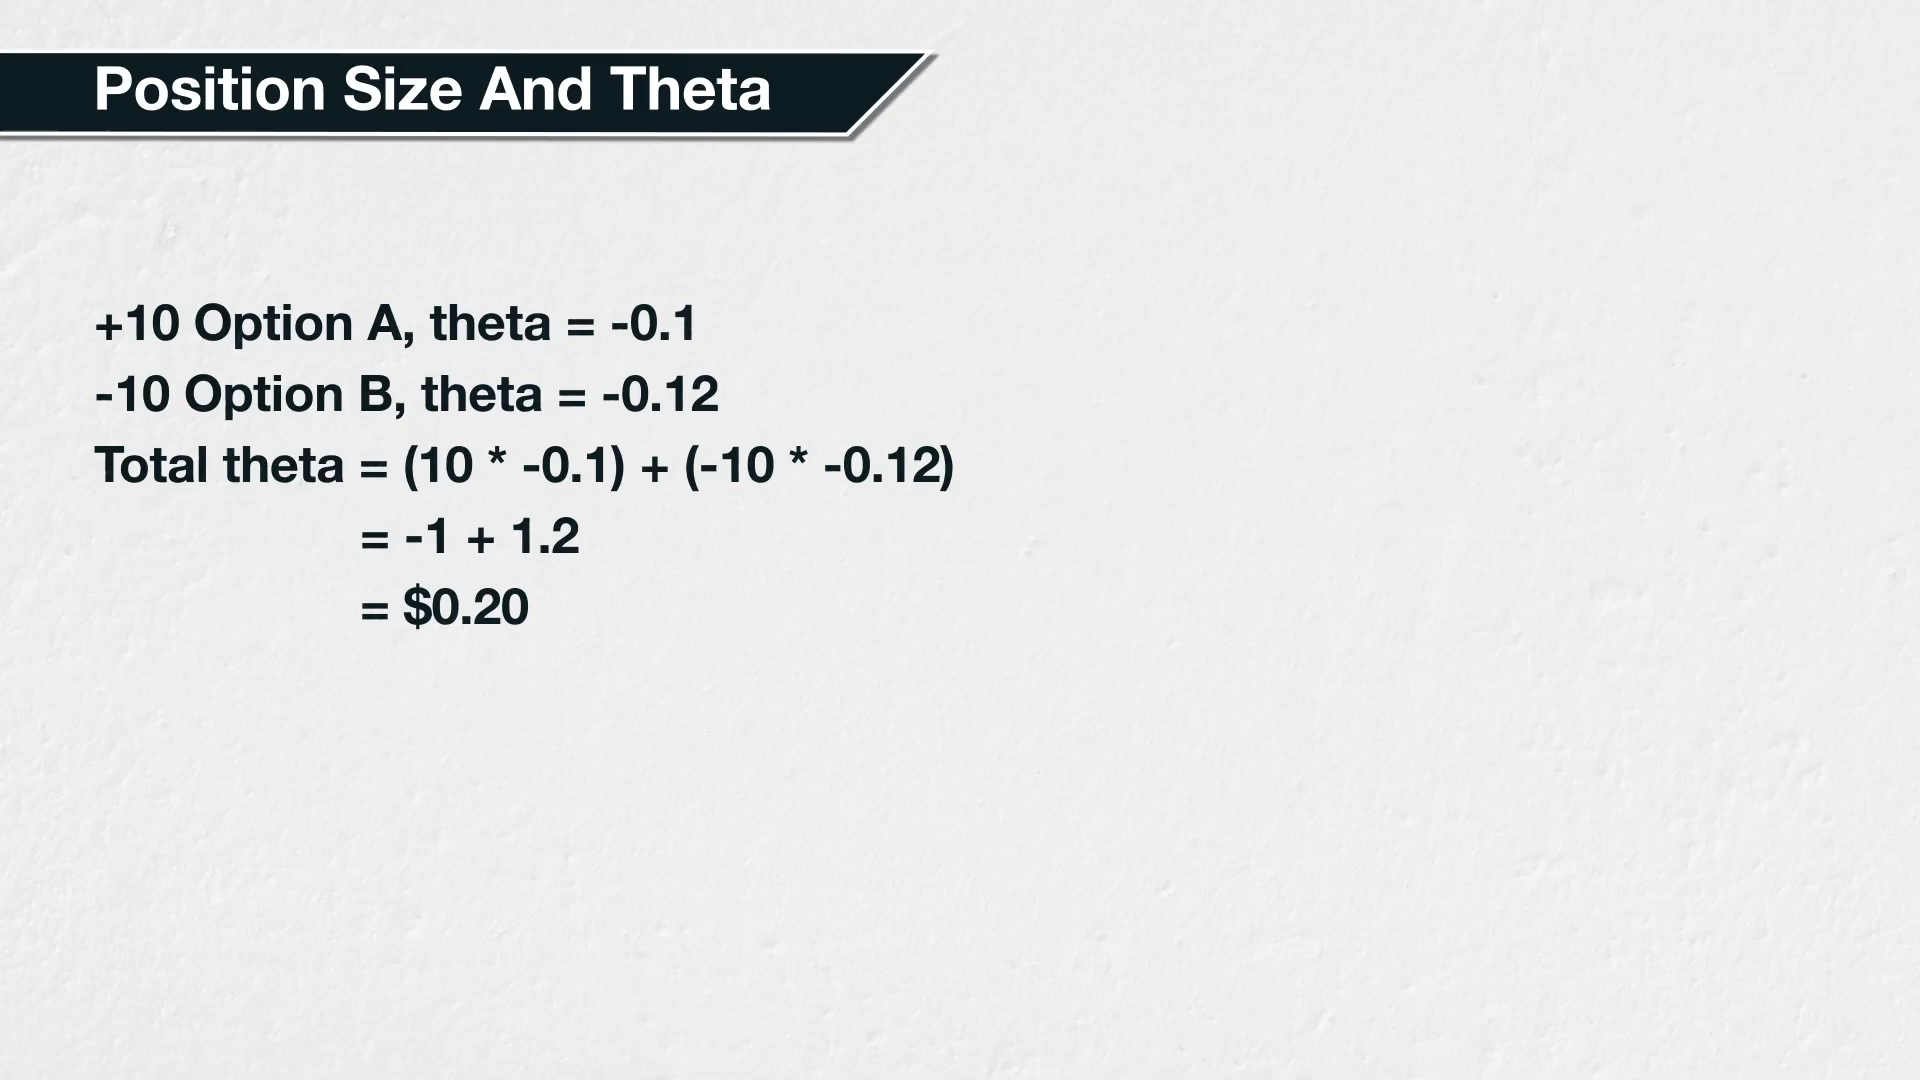 Position Size And Theta
+10 Option A, theta = -0.1
-10 Option B, theta = -0.12
Total theta = (10 * -0.1) + (-10 * -0.12)
= -1 + 1.2
= $0.20